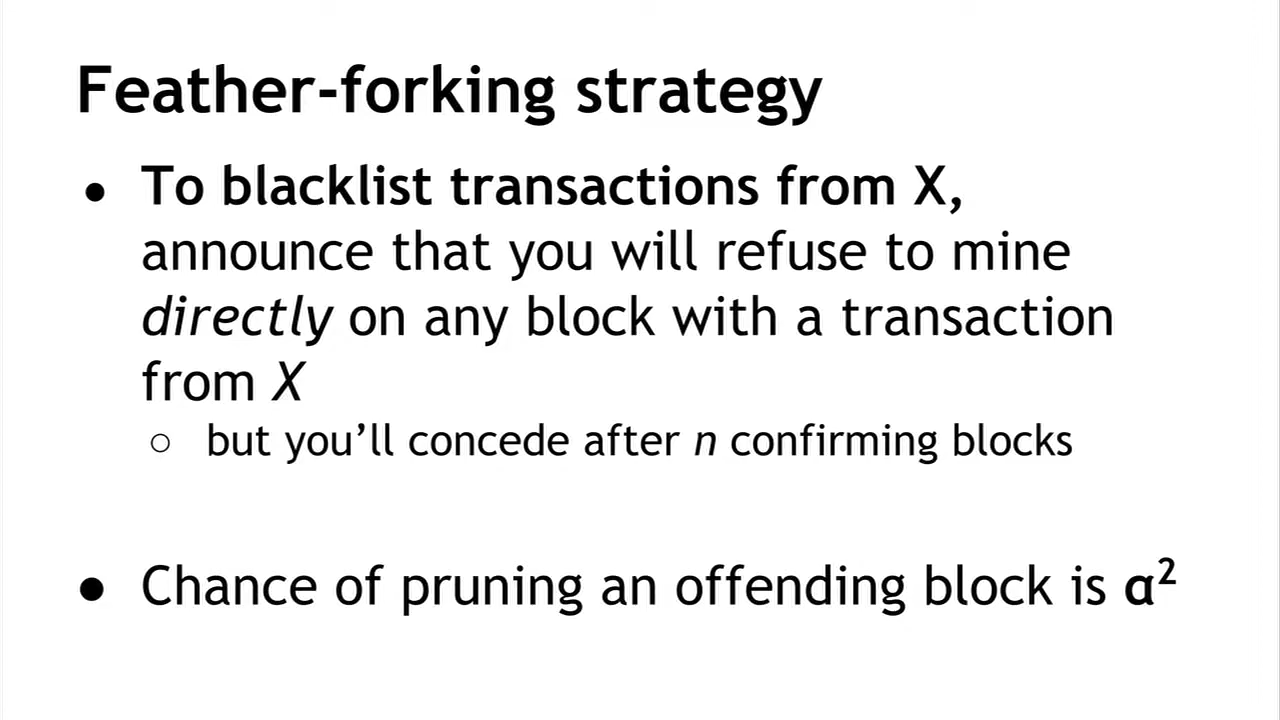 Feather-forking strategy
● To blacklist transactions from X,
announce that you will refuse to mine
directly on any block with a transaction
from X
○ but you’ll concede after n confirming blocks
● Chance of pruning an offending block is α²